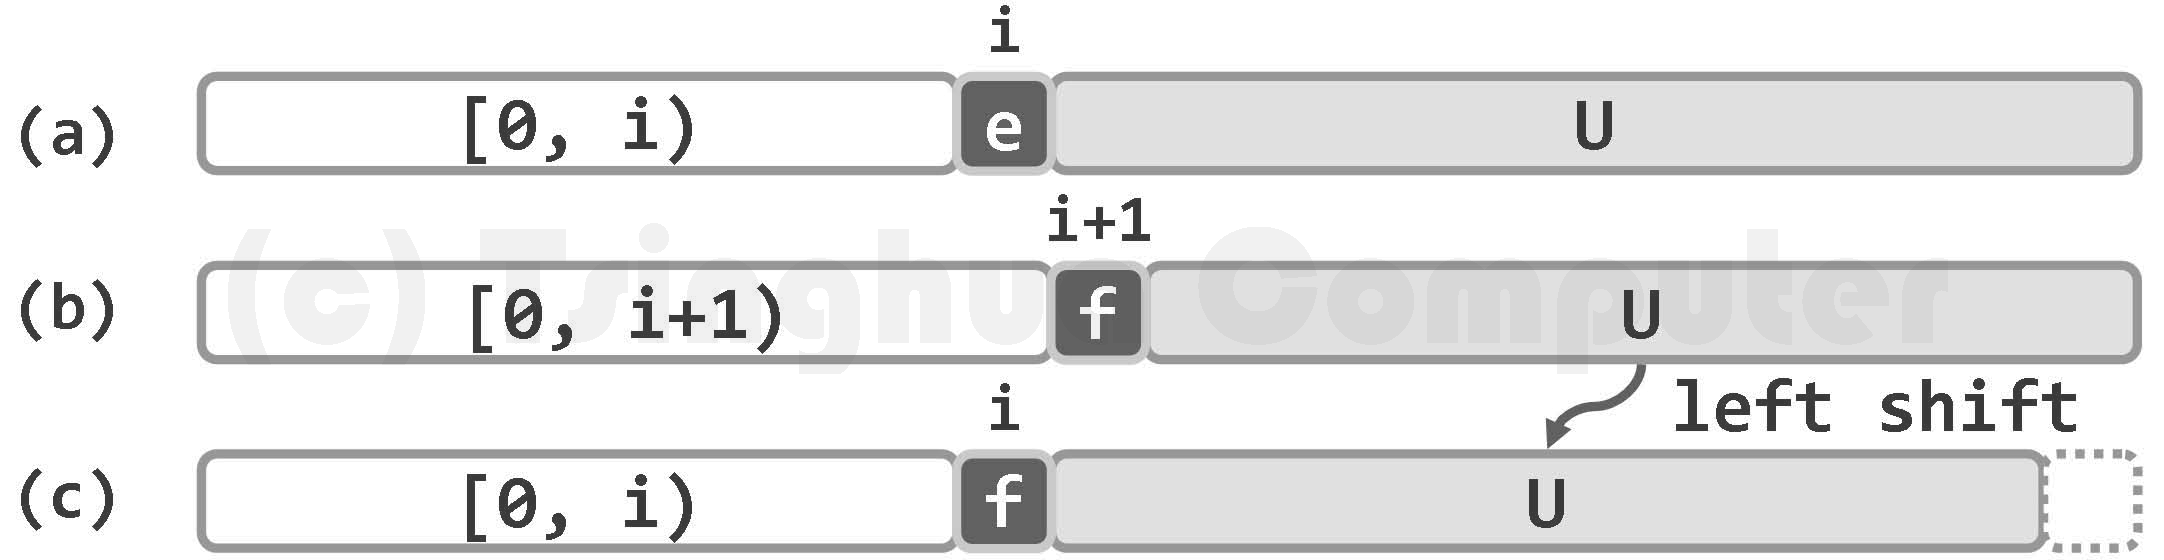 i
(a) [0, i) e U
i+1
(b) [0, i+1) f U
(c) Tsinghua Computer
i left shift
(c) [0, i) f U